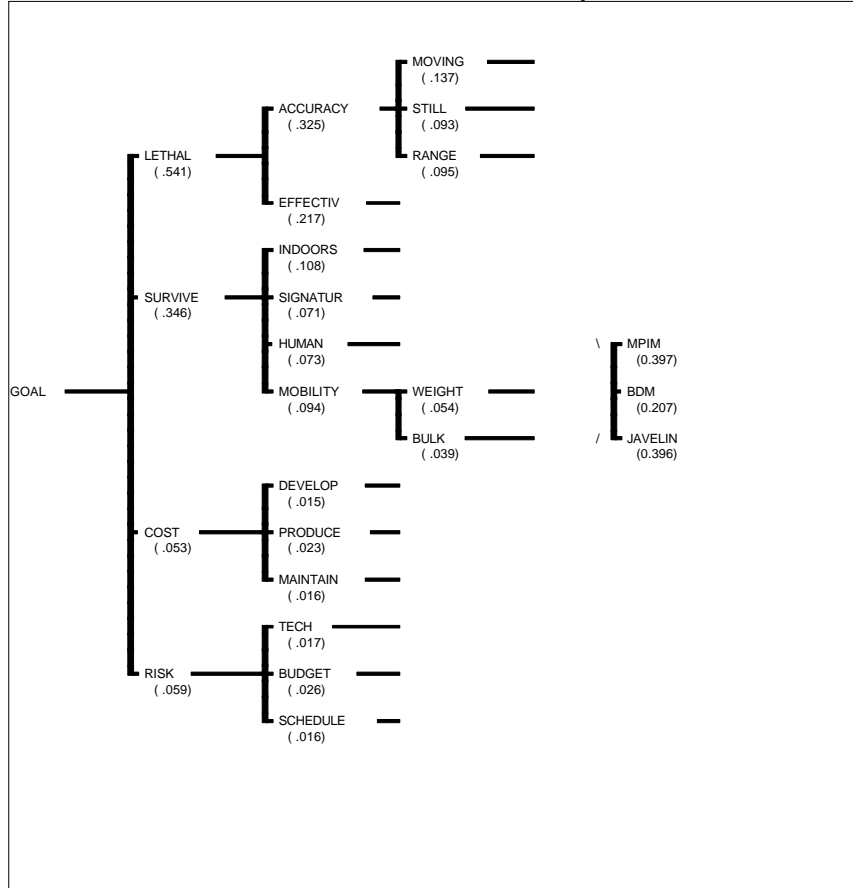 MOVING
( .137)
ACCURACY
( .325)
STILL
( .093)
LETHAL
( .541)
RANGE
( .095)
EFFECTIV
( .217)
INDOORS
( .108)
SURVIVE
( .346)
SIGNATUR
( .071)
HUMAN
( .073)
\ MPIM
(0.397)
GOAL
MOBILITY
( .094)
WEIGHT
( .054)
BDM
(0.207)
BULK
( .039)
/ JAVELIN
(0.396)
DEVELOP
( .015)
COST
( .053)
PRODUCE
( .023)
MAINTAIN
( .016)
TECH
( .017)
RISK
( .059)
BUDGET
( .026)
SCHEDULE
( .016)